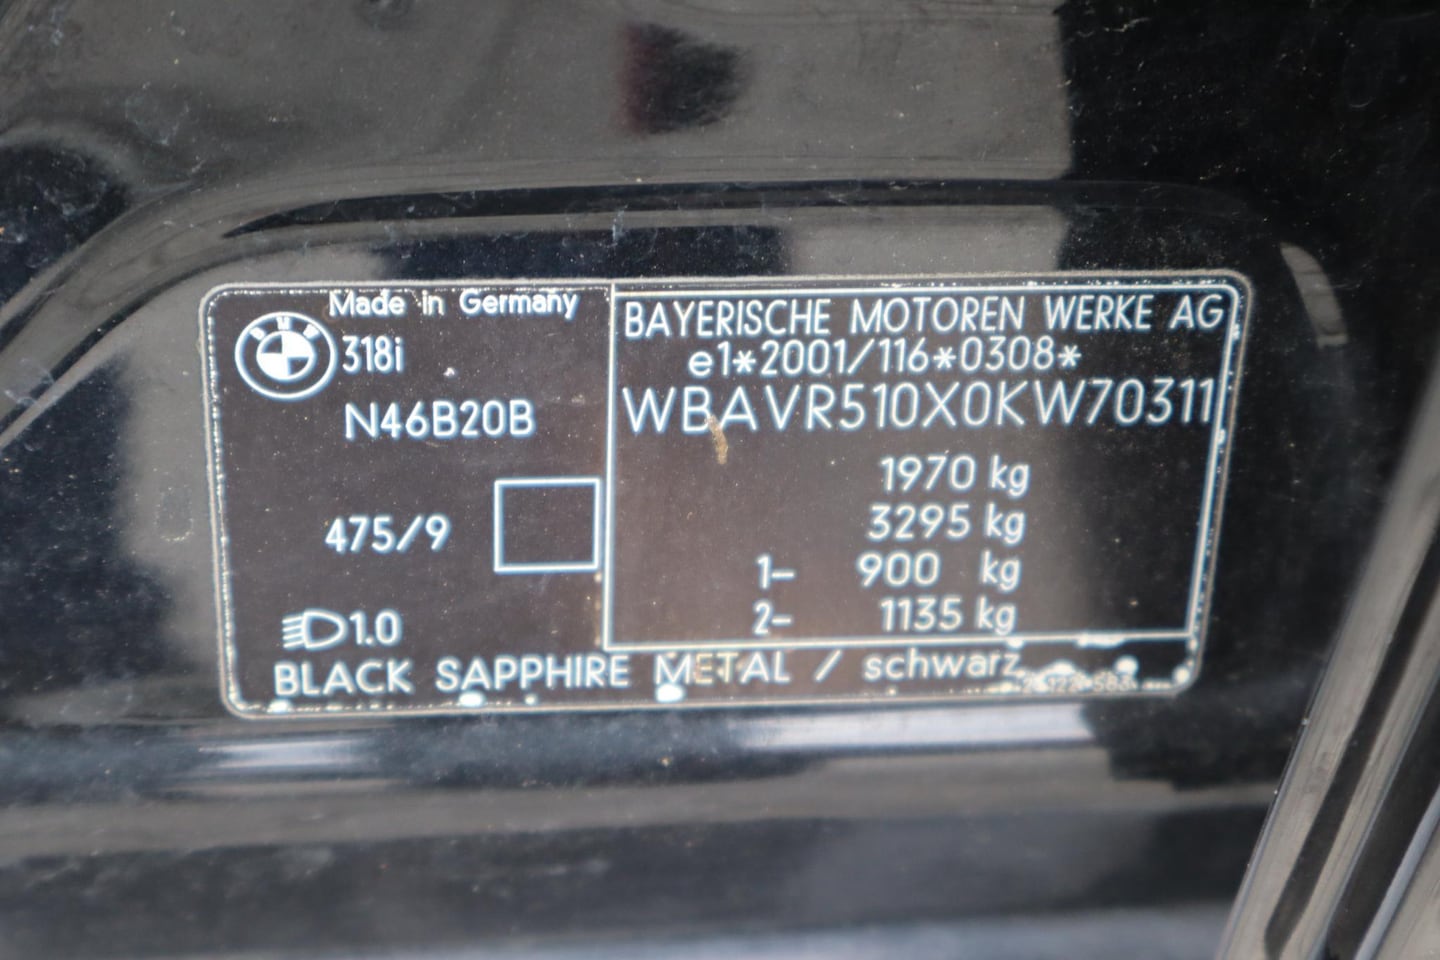 Made in Germany
BMW
318i
N46B20B
475/9
1.0
BAYERISCHE MOTOREN WERKE AG
e1*2001/116*0308*
WBAVR510X0KW70311
1970 kg
3295 kg
1- 900 kg
2- 1135 kg
BLACK SAPPHIRE METAL / schwarz